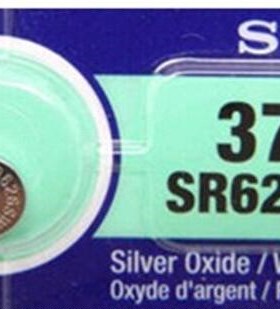 S
37
SR62
Silver Oxide /
Oxyde d'argent /